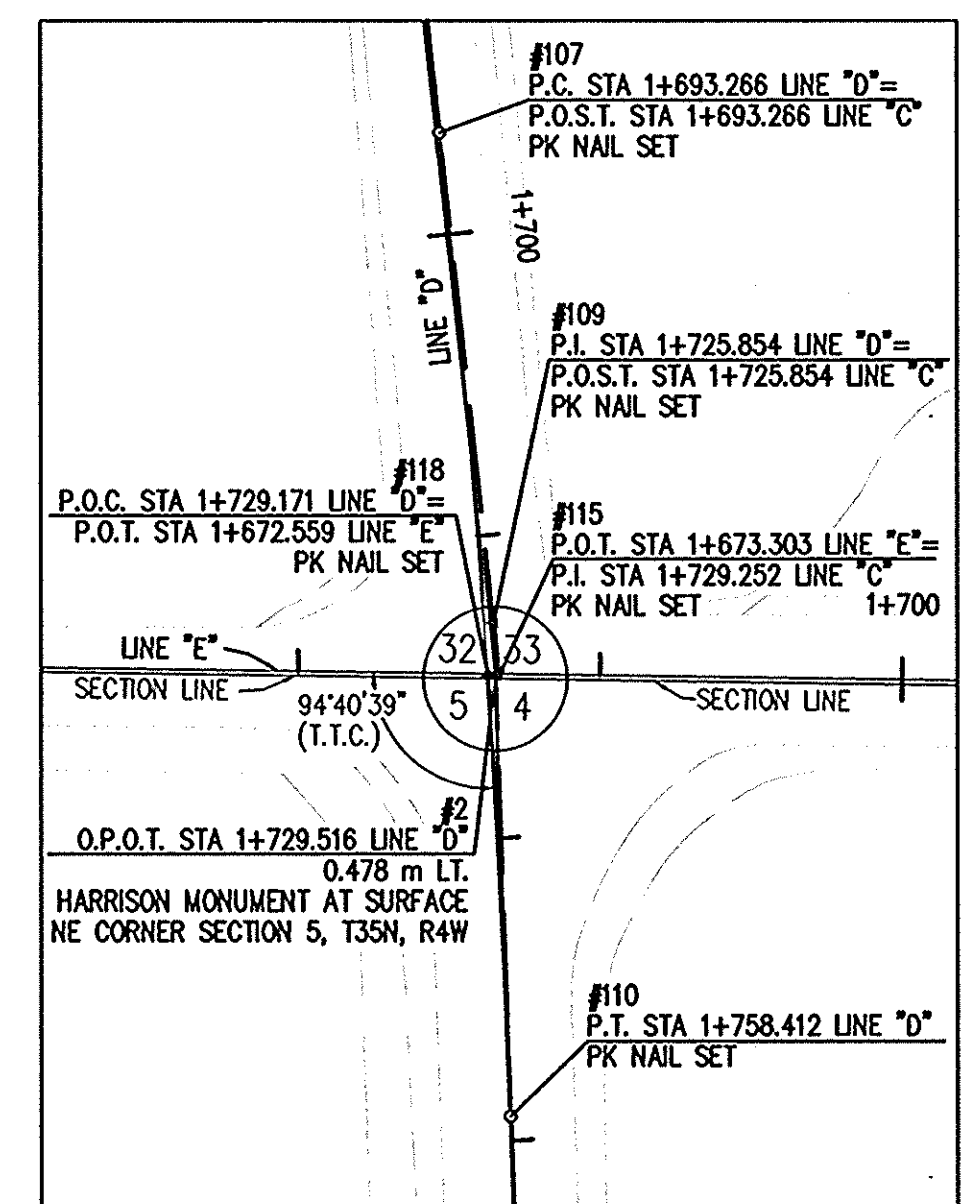 #107
P.C. STA 1+693.266 LINE "D"=
P.O.S.T. STA 1+693.266 LINE "C"
PK NAIL SET
1+700
LINE "D"
#109
P.I. STA 1+725.854 LINE "D"=
P.O.S.T. STA 1+725.854 LINE "C"
PK NAIL SET
#118
P.O.C. STA 1+729.171 LINE "D"=
P.O.T. STA 1+672.559 LINE "E"
PK NAIL SET
#115
P.O.T. STA 1+673.303 LINE "E"=
P.I. STA 1+729.252 LINE "C"
PK NAIL SET
1+700
LINE "E"
SECTION LINE
32 33
5 4
SECTION LINE
94°40'39"
(T.T.C.)
#2
O.P.O.T. STA 1+729.516 LINE "D"
0.478 m LT.
HARRISON MONUMENT AT SURFACE
NE CORNER SECTION 5, T35N, R4W
#110
P.T. STA 1+758.412 LINE "D"
PK NAIL SET